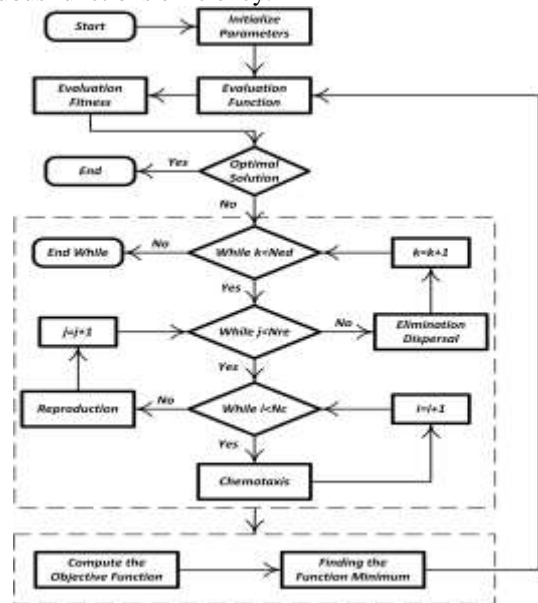 Start
Initialize
Parameters
Evaluation
Fitness
Evaluation
Function
End
Yes
Optimal
Solution
No
End While
No
While k<Ned
k=k+1
Yes
j=j+1
While j<Nre
No
Elimination
Dispersal
Yes
Reproduction
No
While i<Nc
i=i+1
Yes
Chemotaxis
Compute the
Objective Function
Finding the
Function Minimum